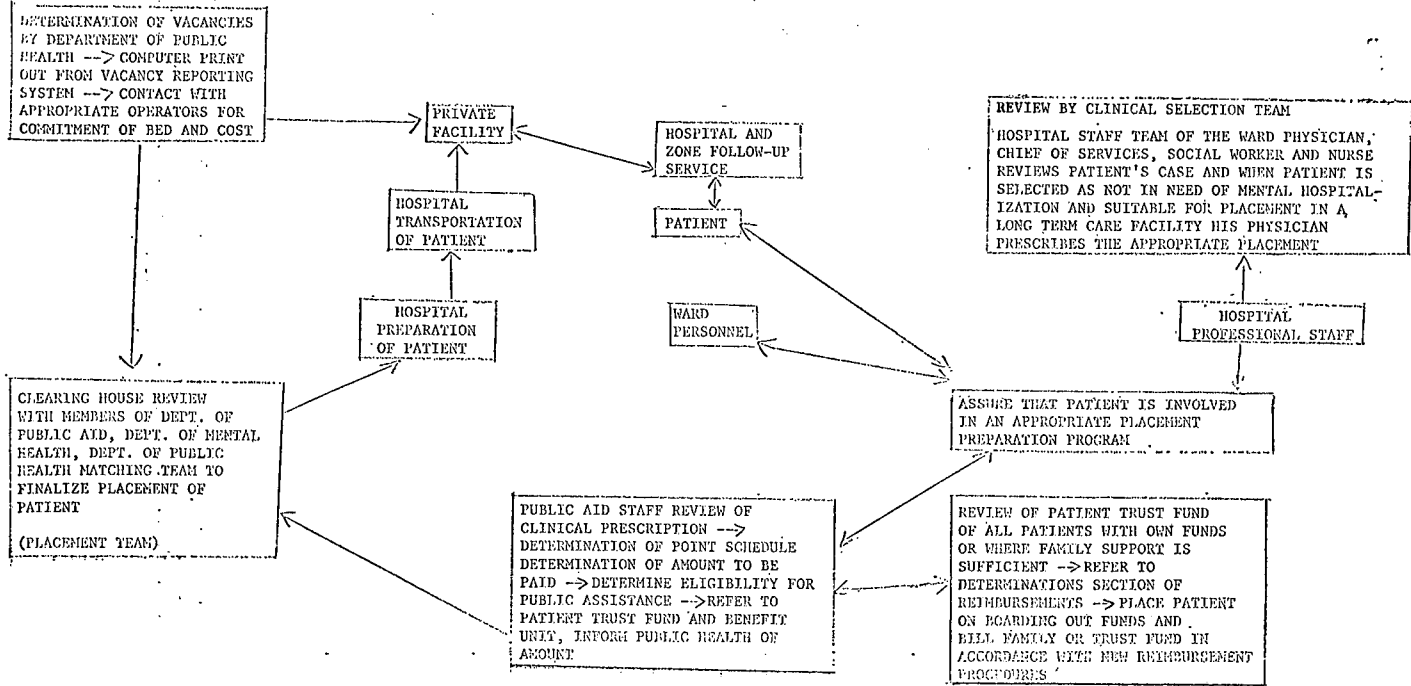 DETERMINATION OF VACANCIES
BY DEPARTMENT OF PUBLIC
HEALTH --> COMPUTER PRINT
OUT FROM VACANCY REPORTING
SYSTEM --> CONTACT WITH
APPROPRIATE OPERATORS FOR
COMMITMENT OF BED AND COST
PRIVATE
FACILITY
HOSPITAL AND
ZONE FOLLOW-UP
SERVICE
REVIEW BY CLINICAL SELECTION TEAM
HOSPITAL STAFF TEAM OF THE WARD PHYSICIAN,
CHIEF OF SERVICES, SOCIAL WORKER AND NURSE
REVIEWS PATIENT'S CASE AND WHEN PATIENT IS
SELECTED AS NOT IN NEED OF MENTAL HOSPITAL-
IZATION AND SUITABLE FOR PLACEMENT IN A
LONG TERM CARE FACILITY HIS PHYSICIAN
PRESCRIBES THE APPROPRIATE PLACEMENT
HOSPITAL
TRANSPORTATION
OF PATIENT
PATIENT
HOSPITAL
PREPARATION
OF PATIENT
WARD
PERSONNEL
HOSPITAL
PROFESSIONAL STAFF
CLEARING HOUSE REVIEW
WITH MEMBERS OF DEPT. OF
PUBLIC AID, DEPT. OF MENTAL
HEALTH, DEPT. OF PUBLIC
HEALTH MATCHING TEAM TO
FINALIZE PLACEMENT OF
PATIENT
(PLACEMENT TEAM)
ASSURE THAT PATIENT IS INVOLVED
IN AN APPROPRIATE PLACEMENT
PREPARATION PROGRAM
PUBLIC AID STAFF REVIEW OF
CLINICAL PRESCRIPTION -->
DETERMINATION OF POINT SCHEDULE
DETERMINATION OF AMOUNT TO BE
PAID --> DETERMINE ELIGIBILITY FOR
PUBLIC ASSISTANCE --> REFER TO
PATIENT TRUST FUND AND BENEFIT
UNIT, INFORM PUBLIC HEALTH OF
AMOUNT
REVIEW OF PATIENT TRUST FUND
OF ALL PATIENTS WITH OWN FUNDS
OR WHERE FAMILY SUPPORT IS
SUFFICIENT --> REFER TO
DETERMINATIONS SECTION OF
REIMBURSEMENTS --> PLACE PATIENT
ON BOARDING OUT FUNDS AND
BILL FAMILY OR TRUST FUND IN
ACCORDANCE WITH NEW REIMBURSEMENT
PROCEDURES